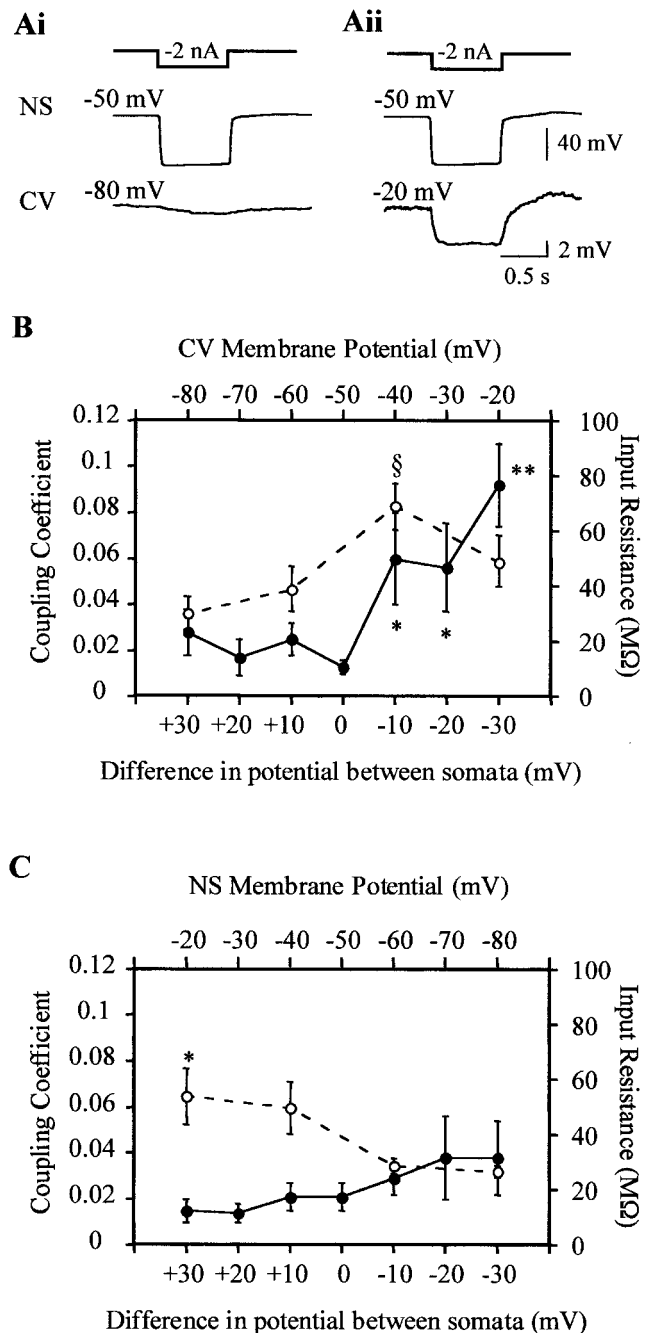 Ai
Aii
-2 nA
-2 nA
NS
-50 mV
-50 mV
40 mV
CV
-80 mV
-20 mV
2 mV
0.5 s
B
CV Membrane Potential (mV)
-80 -70 -60 -50 -40 -30 -20
0.12
0.1
0.08
0.06
0.04
0.02
0
Coupling Coefficient
100
80
60
40
20
0
Input Resistance (MΩ)
§
**
*
*
+30 +20 +10 0 -10 -20 -30
Difference in potential between somata (mV)
C
NS Membrane Potential (mV)
-20 -30 -40 -50 -60 -70 -80
0.12
0.1
0.08
0.06
0.04
0.02
0
Coupling Coefficient
100
80
60
40
20
0
Input Resistance (MΩ)
*
+30 +20 +10 0 -10 -20 -30
Difference in potential between somata (mV)